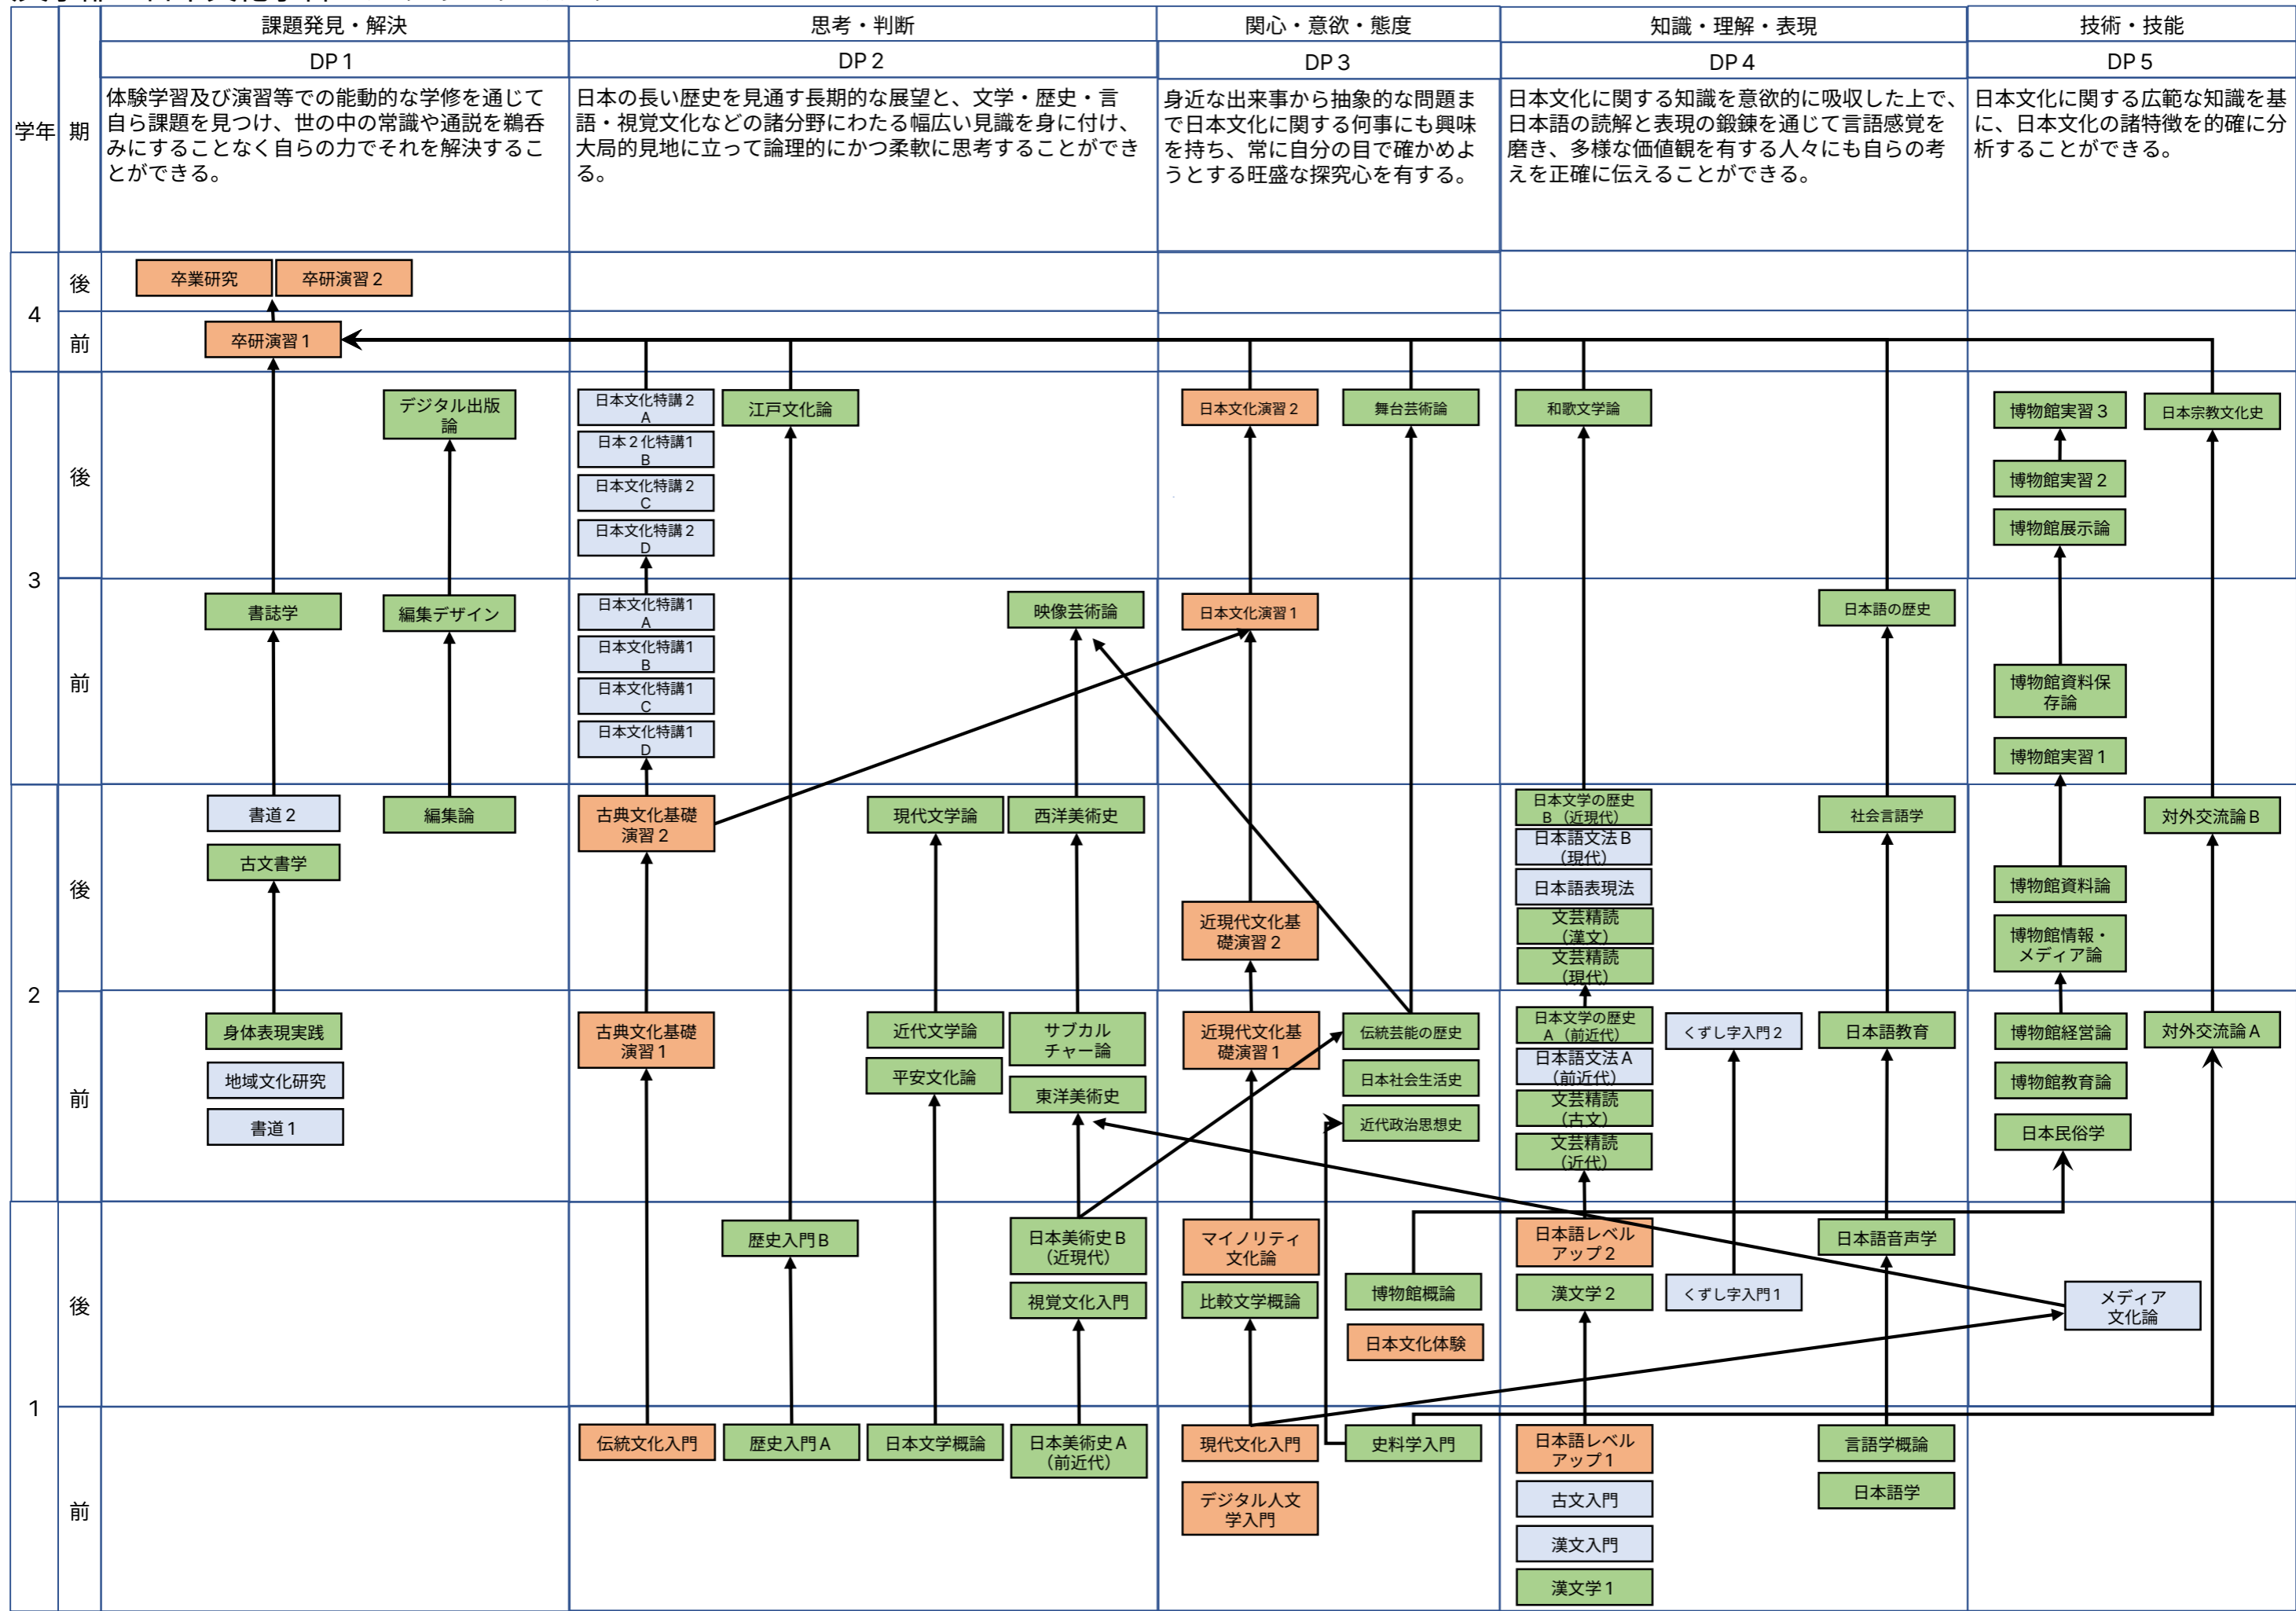 課題発見・解決
思考・判断
関心・意欲・態度
知識・理解・表現
技術・技能
DP１
DP２
DP３
DP４
DP５
学年
期
体験学習及び演習等での能動的な学修を通じて
自ら課題を見つけ、世の中の常識や通説を鵜呑
みにすることなく自らの力でそれを解決するこ
とができる。
日本の長い歴史を見通す長期的な展望と、文学・歴史・言
語・視覚文化などの諸分野にわたる幅広い見識を身に付け、
大局的見地に立って論理的にかつ柔軟に思考することができ
る。
身近な出来事から抽象的な問題ま
で日本文化に関する何事にも興味
を持ち、常に自分の目で確かめよ
うとする旺盛な探究心を有する。
日本文化に関する知識を意欲的に吸収した上で、
日本語の読解と表現の鍛錬を通じて言語感覚を
磨き、多様な価値観を有する人々にも自らの考
えを正確に伝えることができる。
日本文化に関する広範な知識を基
に、日本文化の諸特徴を的確に分
析することができる。
4
後
卒業研究
卒研演習２
前
卒研演習１
3
後
デジタル出版
論
日本文化特講２
A
日本２化特講1
B
日本文化特講２
C
日本文化特講２
D
江戸文化論
日本文化演習２
舞台芸術論
和歌文学論
博物館実習３
博物館実習２
博物館展示論
日本宗教文化史
前
書誌学
編集デザイン
日本文化特講1
A
日本文化特講1
B
日本文化特講1
C
日本文化特講1
D
映像芸術論
日本文化演習１
日本語の歴史
博物館資料保
存論
博物館実習１
2
後
書道２
古文書学
編集論
古典文化基礎
演習２
現代文学論
西洋美術史
近現代文化基
礎演習２
日本文学の歴史
B（近現代）
日本語文法Ｂ
（現代）
日本語表現法
文芸精読
（漢文）
文芸精読
（現代）
社会言語学
博物館資料論
博物館情報・
メディア論
対外交流論Ｂ
前
身体表現実践
地域文化研究
書道１
古典文化基礎
演習１
近代文学論
平安文化論
サブカル
チャー論
東洋美術史
近現代文化基
礎演習１
伝統芸能の歴史
日本社会生活史
近代政治思想史
日本文学の歴史
A（前近代）
日本語文法Ａ
（前近代）
文芸精読
（古文）
文芸精読
（近代）
くずし字入門２
日本語教育
博物館経営論
博物館教育論
日本民俗学
対外交流論Ａ
1
後
歴史入門Ｂ
日本美術史Ｂ
（近現代）
視覚文化入門
マイノリティ
文化論
比較文学概論
博物館概論
日本文化体験
日本語レベル
アップ２
漢文学２
くずし字入門１
日本語音声学
メディア
文化論
前
伝統文化入門
歴史入門Ａ
日本文学概論
日本美術史Ａ
（前近代）
現代文化入門
デジタル人文
学入門
史料学入門
日本語レベル
アップ１
古文入門
漢文入門
漢文学１
言語学概論
日本語学